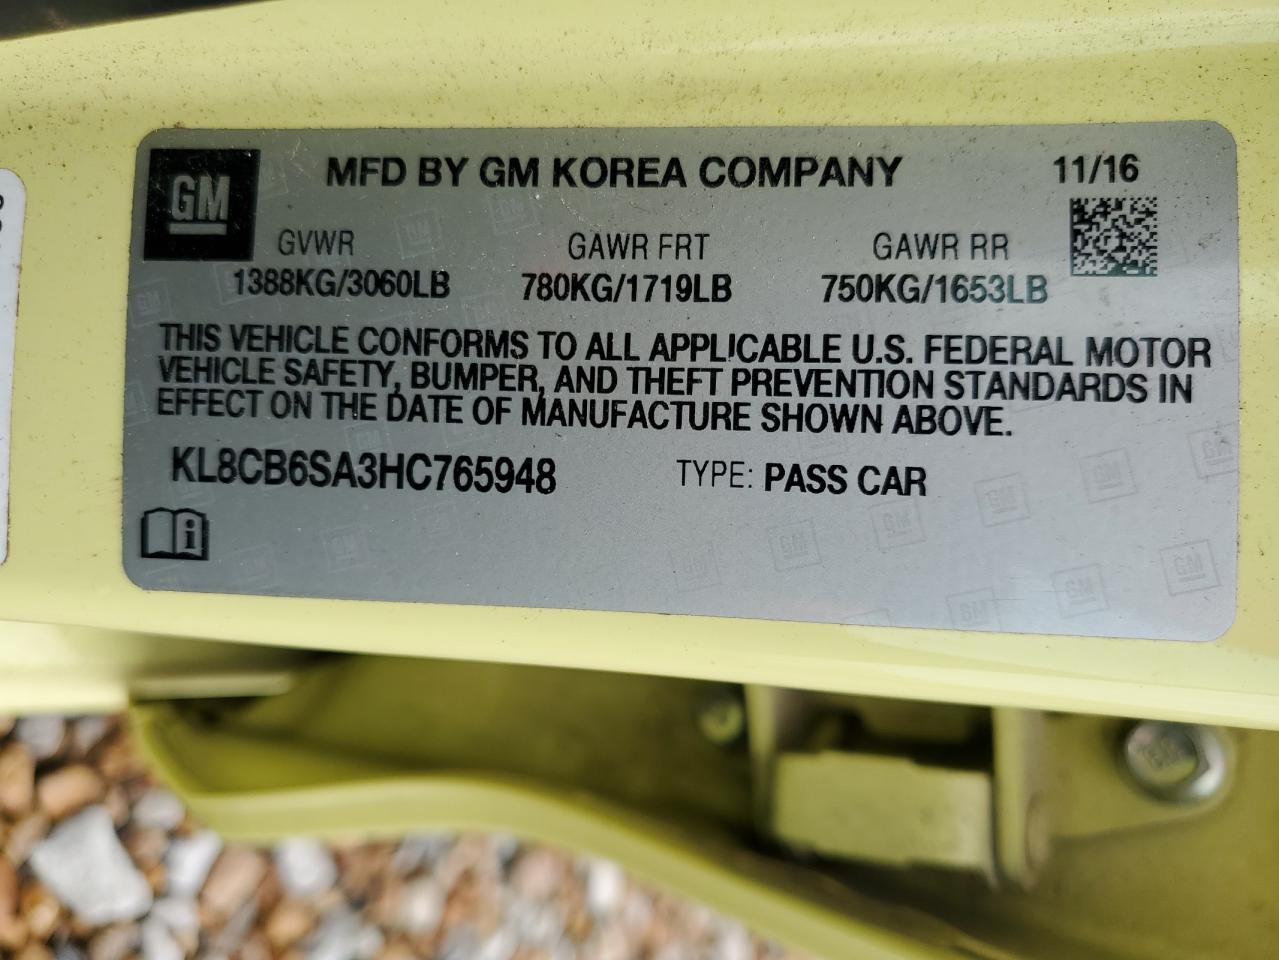 GM
MFD BY GM KOREA COMPANY 11/16
GVWR GAWR FRT GAWR RR
1388KG/3060LB 780KG/1719LB 750KG/1653LB
THIS VEHICLE CONFORMS TO ALL APPLICABLE U.S. FEDERAL MOTOR
VEHICLE SAFETY, BUMPER, AND THEFT PREVENTION STANDARDS IN
EFFECT ON THE DATE OF MANUFACTURE SHOWN ABOVE.
KL8CB6SA3HC765948 TYPE: PASS CAR